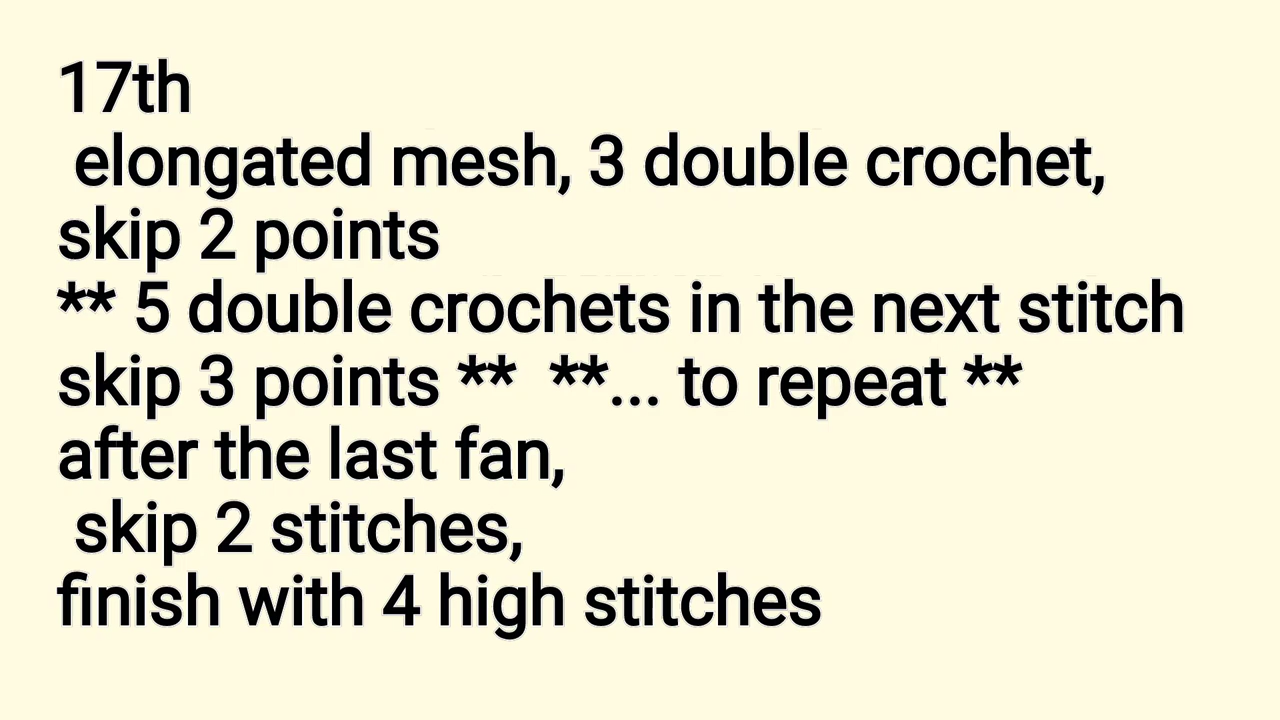 17th
elongated mesh, 3 double crochet,
skip 2 points
** 5 double crochets in the next stitch
skip 3 points ** **... to repeat **
after the last fan,
skip 2 stitches,
finish with 4 high stitches